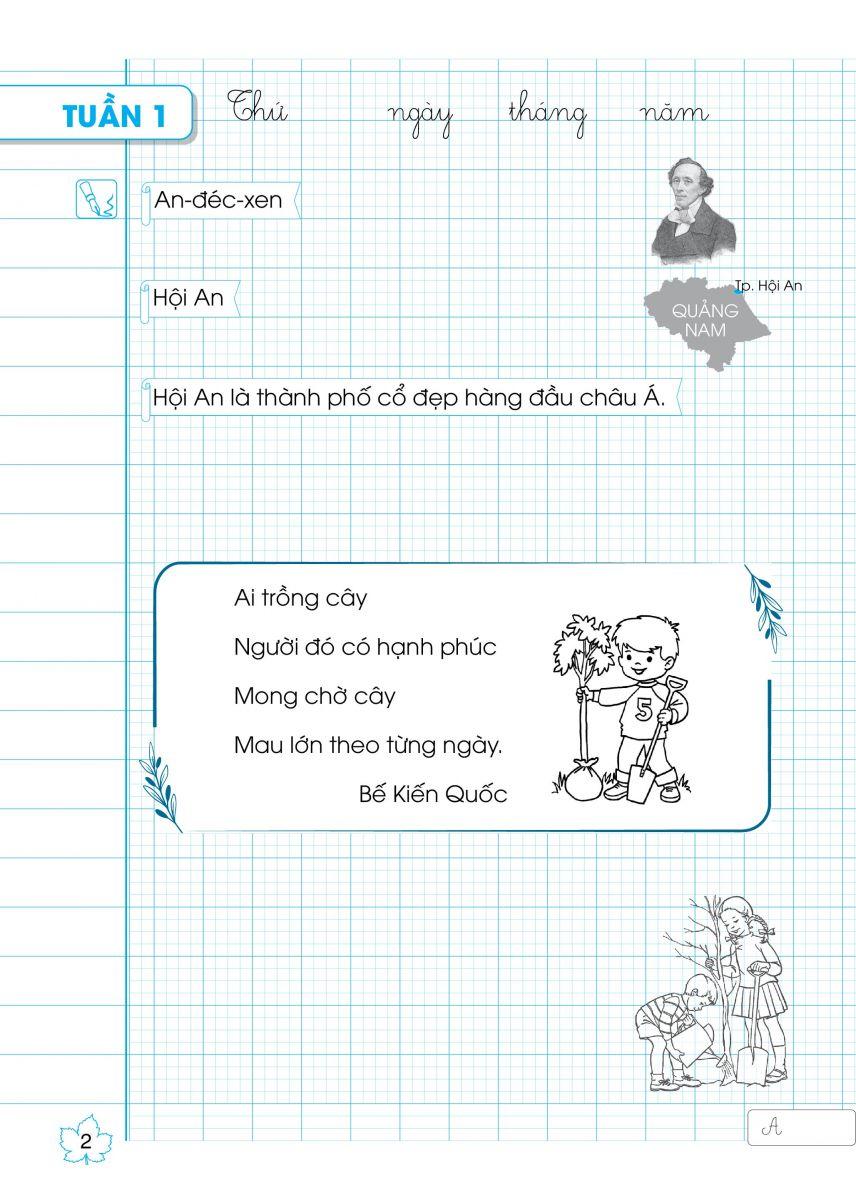 TUẦN 1
Thứ ngày tháng năm
An-đéc-xen
Hội An
Tp. Hội An
QUẢNG
NAM
Hội An là thành phố cổ đẹp hàng đầu châu Á.
Ai trồng cây
Người đó có hạnh phúc
Mong chờ cây
Mau lớn theo từng ngày.
Bế Kiến Quốc
5
2
A